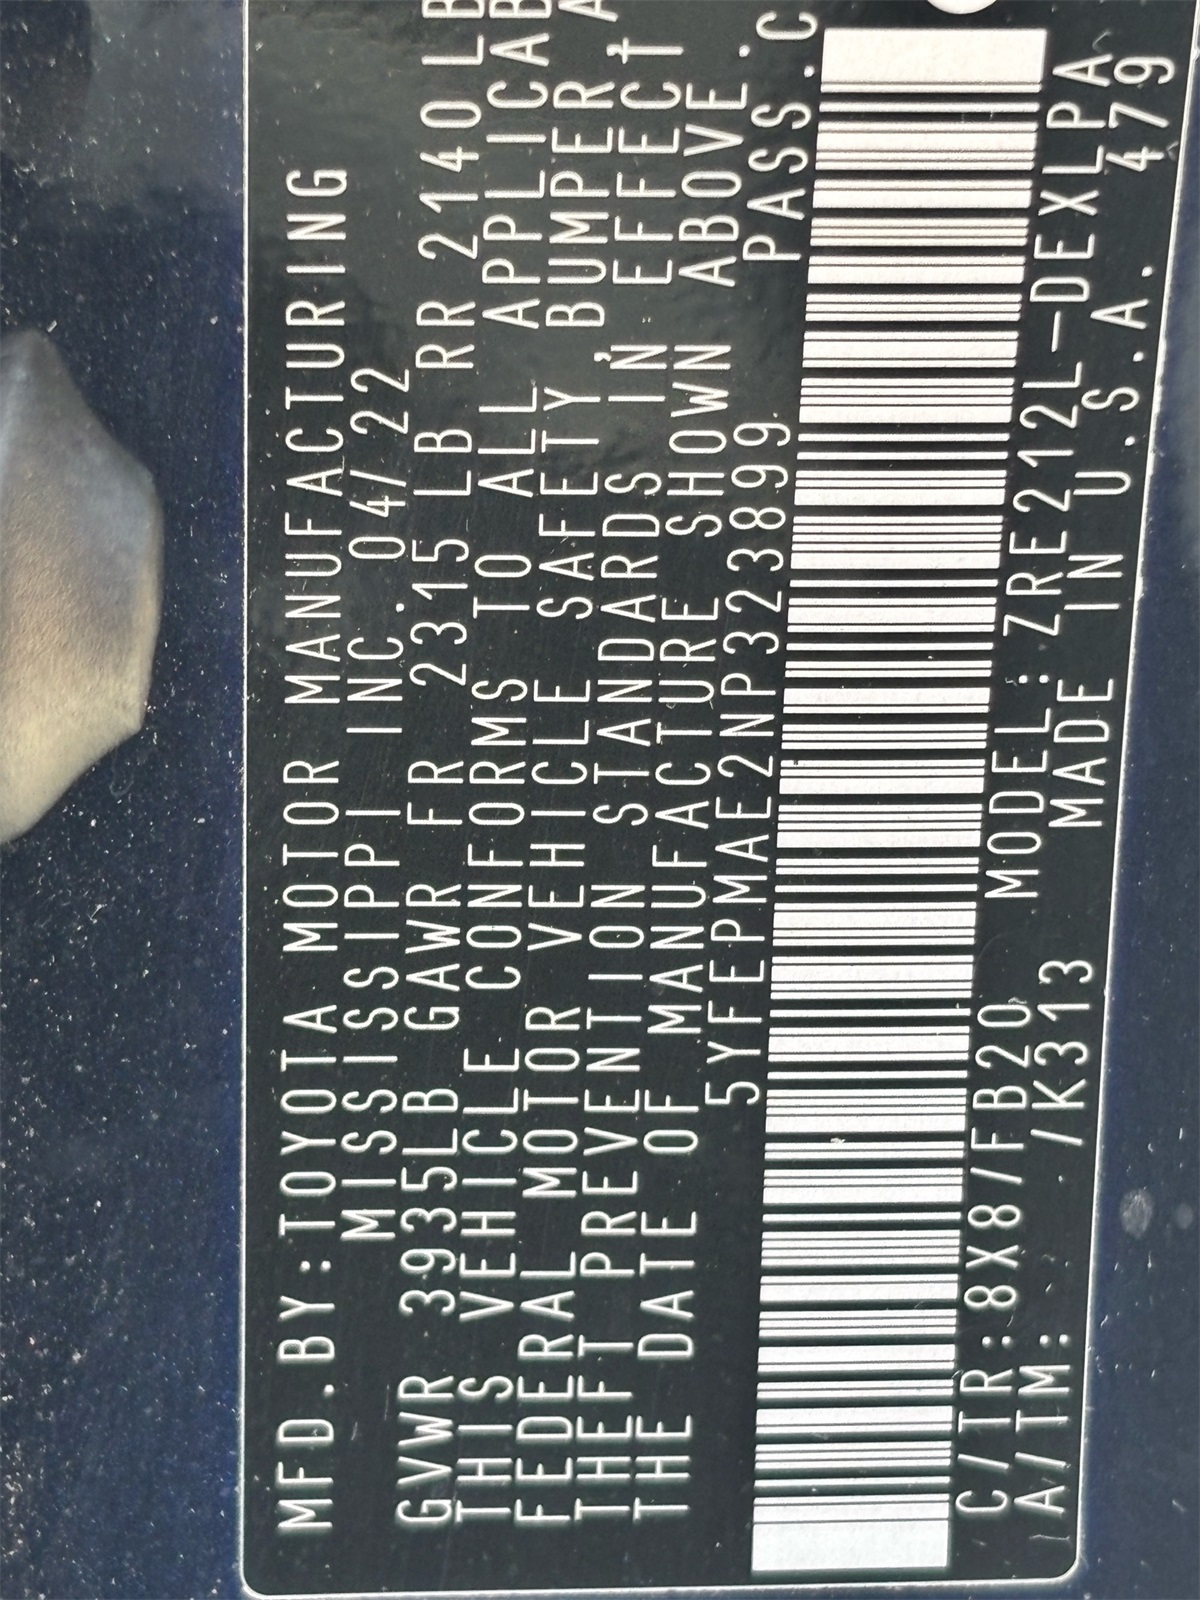 MFD.BY:TOYOTA MOTOR MANUFACTURING
MISSISSIPPI INC. 04/22
GVWR 3935LB GAWR FR 2315LB RR 2140LB
THIS VEHICLE CONFORMS TO ALL APPLICAB
FEDERAL MOTOR VEHICLE SAFETY, BUMPER A
THEFT PREVENTION STANDARDS IN EFFECT
THE DATE OF MANUFACTURE SHOWN ABOVE.
5YFEPMAE2NP323899 PASS.C
C/TR:8X8/FB20 MODEL:ZRE212L-DEXLPA
A/TM: /K313 MADE IN U.S.A. 479